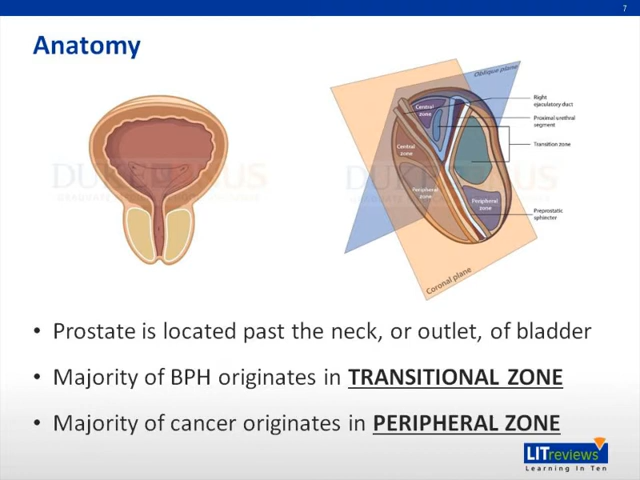 7
Anatomy
Oblique plane
Central
zone
Central
zone
Peripheral
zone
Peripheral
zone
Right
ejaculatory duct
Proximal urethral
segment
Transition zone
Preprostatic
sphincter
Coronal plane
DUKE NUS
• Prostate is located past the neck, or outlet, of bladder
• Majority of BPH originates in TRANSITIONAL ZONE
• Majority of cancer originates in PERIPHERAL ZONE
LITreviews
Learning In Ten